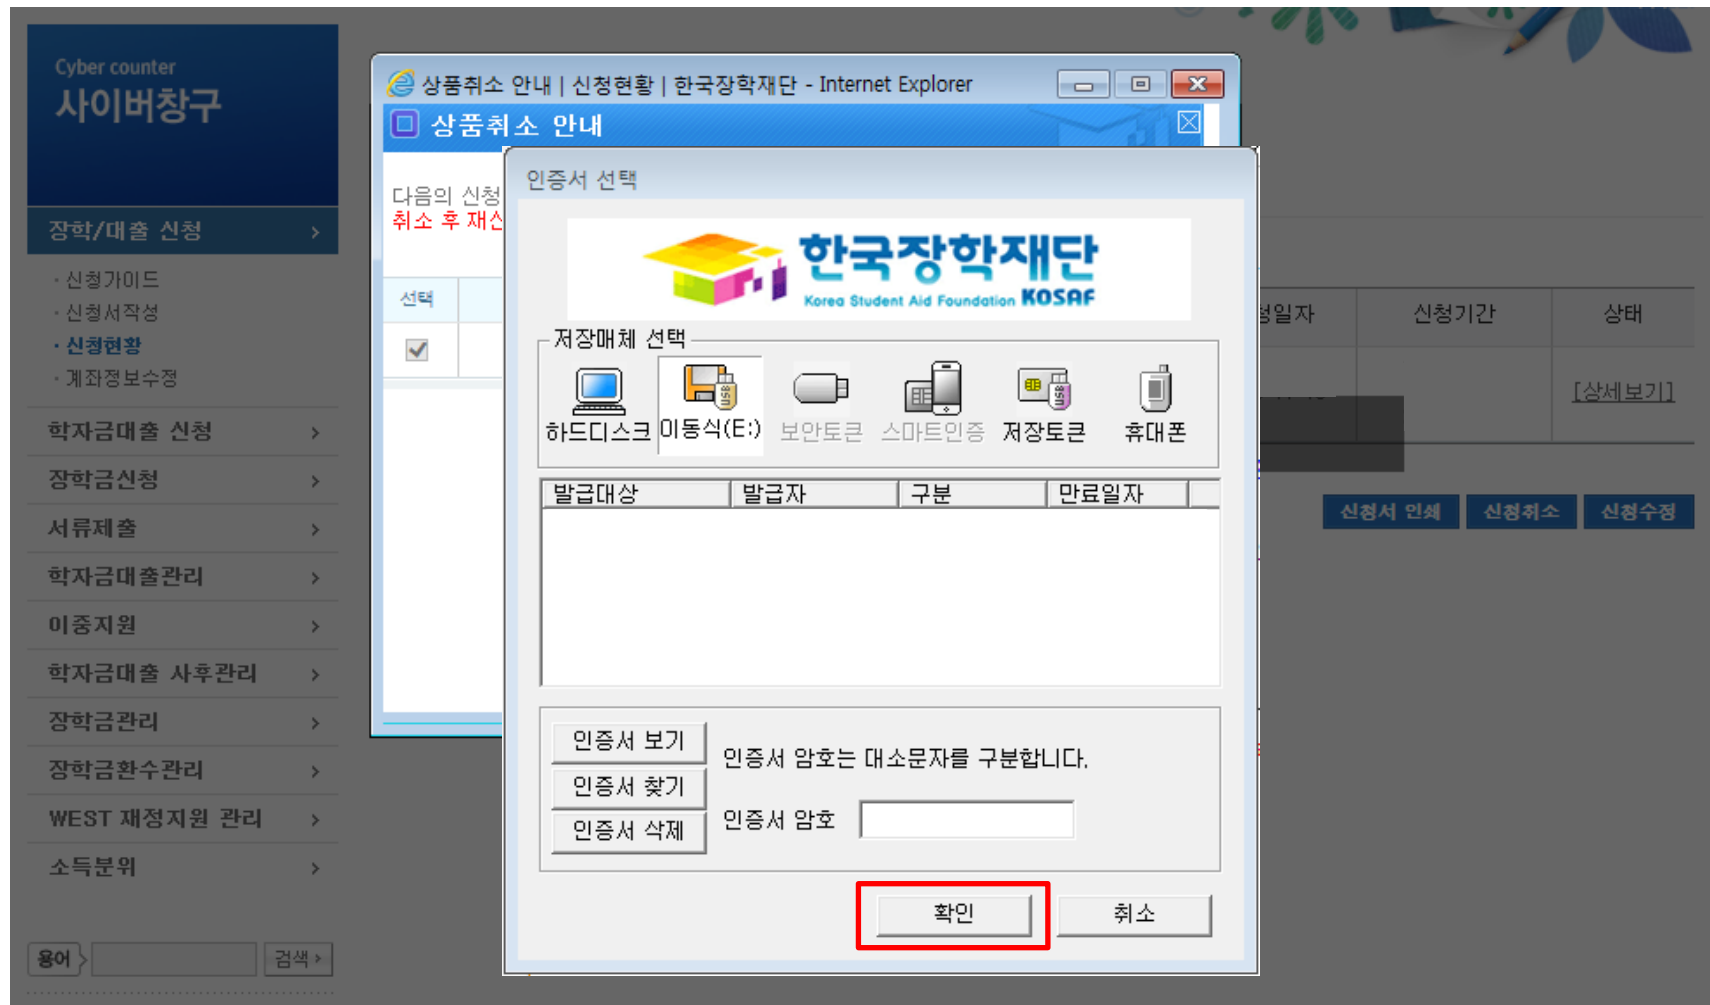 Cyber counter
사이버창구
장학/대출 신청
· 신청가이드
· 신청서작성
· 신청현황
· 계좌정보수정
학자금대출 신청
장학금신청
서류제출
학자금대출관리
이중지원
학자금대출 사후관리
장학금관리
장학금환수관리
WEST 재정지원 관리
소득분위
용어
검색
상품취소 안내 | 신청현황 | 한국장학재단 - Internet Explorer
상품취소 안내
다음의 신청
취소 후 재신
선택
인증서 선택
한국장학재단
Korea Student Aid Foundation KOSAF
저장매체 선택
하드디스크 이동식(E:) 보안토큰 스마트인증 저장토큰 휴대폰
발급대상 발급자 구분 만료일자
인증서 보기
인증서 찾기
인증서 삭제
인증서 암호는 대소문자를 구분합니다.
인증서 암호
확인 취소
청일자 신청기간 상태
[상세보기]
신청서 인쇄 신청취소 신청수정